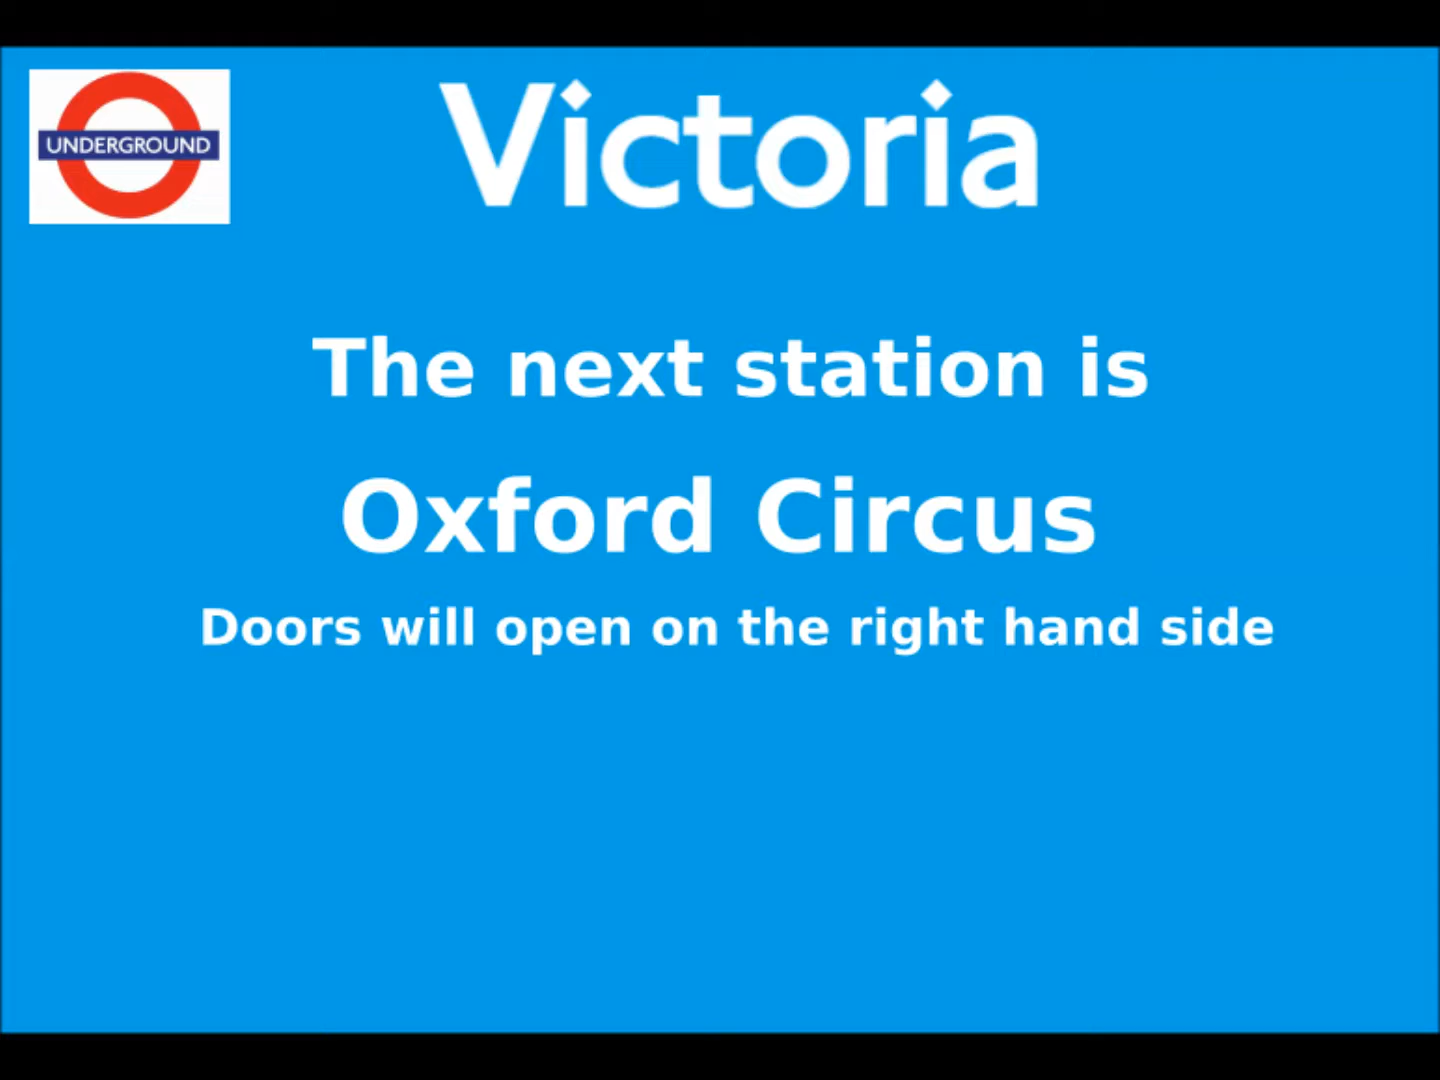 UNDERGROUND
Victoria
The next station is
Oxford Circus
Doors will open on the right hand side